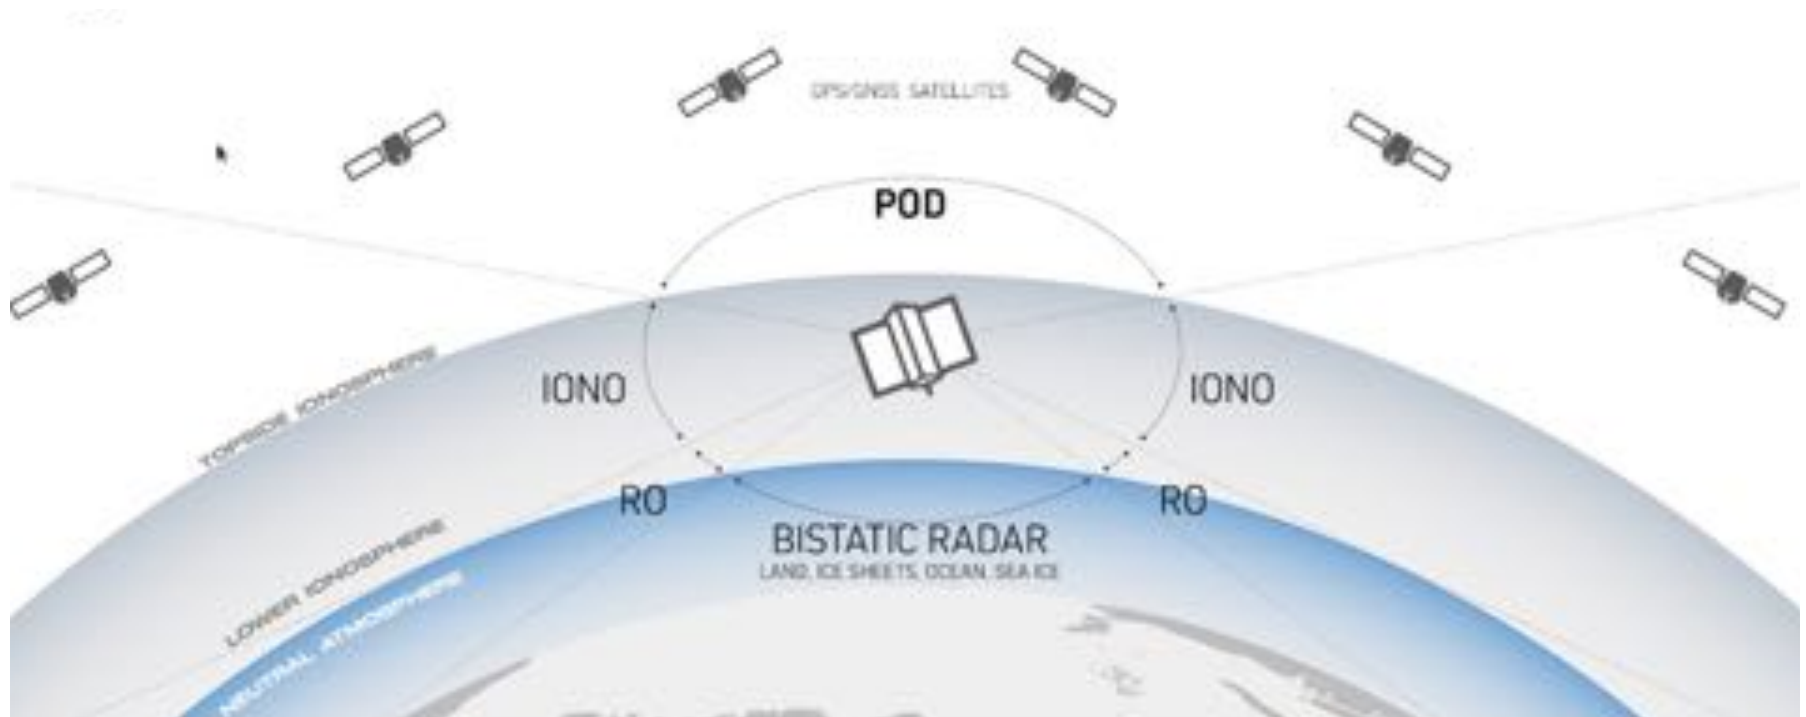 GPS/GNSS SATELLITES
POD
TOPSIDE IONOSPHERE
IONO
IONO
RO
RO
LOWER IONOSPHERE
NEUTRAL ATMOSPHERE
BISTATIC RADAR
LAND, ICE SHEETS, OCEAN, SEA ICE